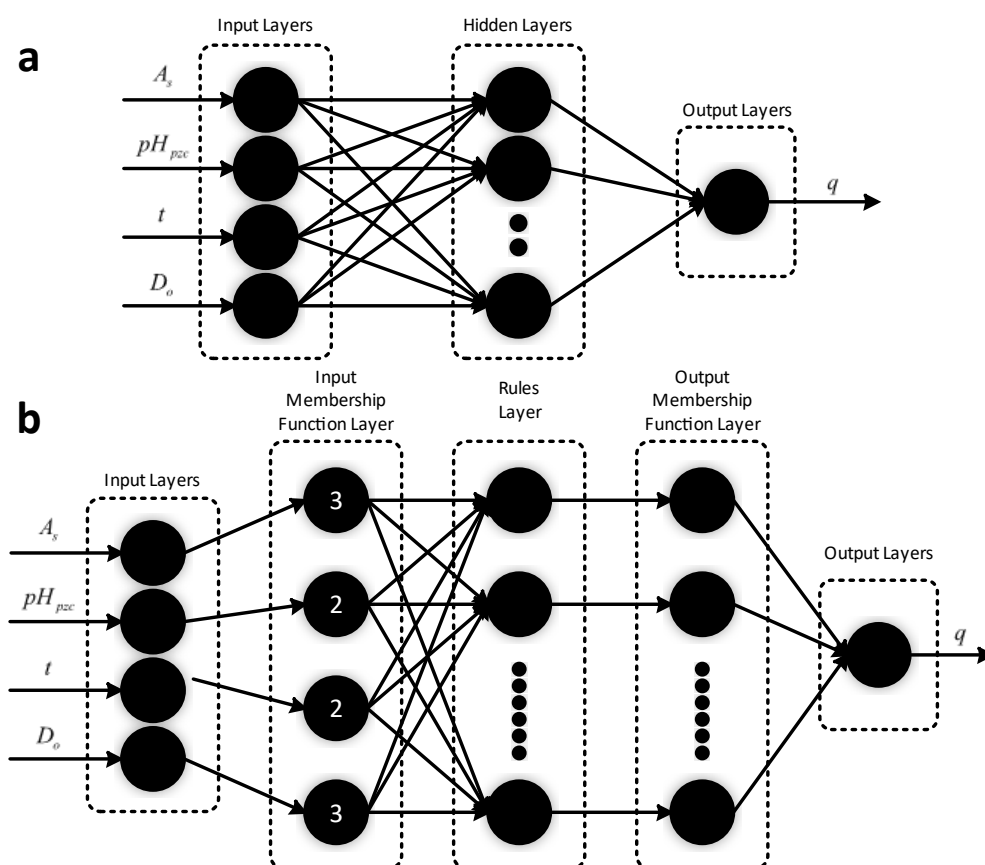 a
Input Layers
Hidden Layers
Output Layers
A_s
pH_pzc
t
D_o
q
b
Input
Membership
Function Layer
Rules
Layer
Output
Membership
Function Layer
Input Layers
Output Layers
A_s
pH_pzc
t
D_o
3
2
2
3
q